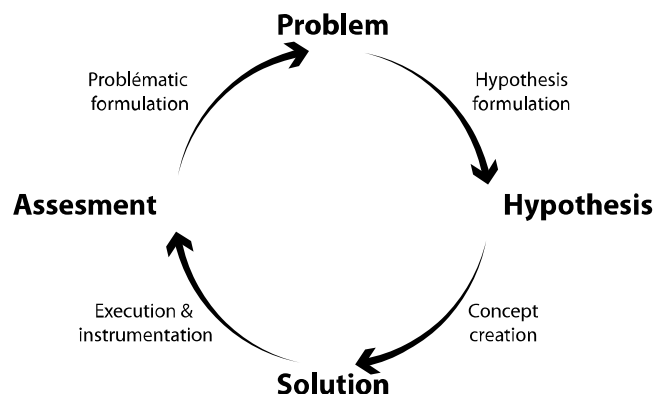 Problem
Problématic
formulation
Hypothesis
formulation
Assesment
Hypothesis
Execution &
instrumentation
Concept
creation
Solution